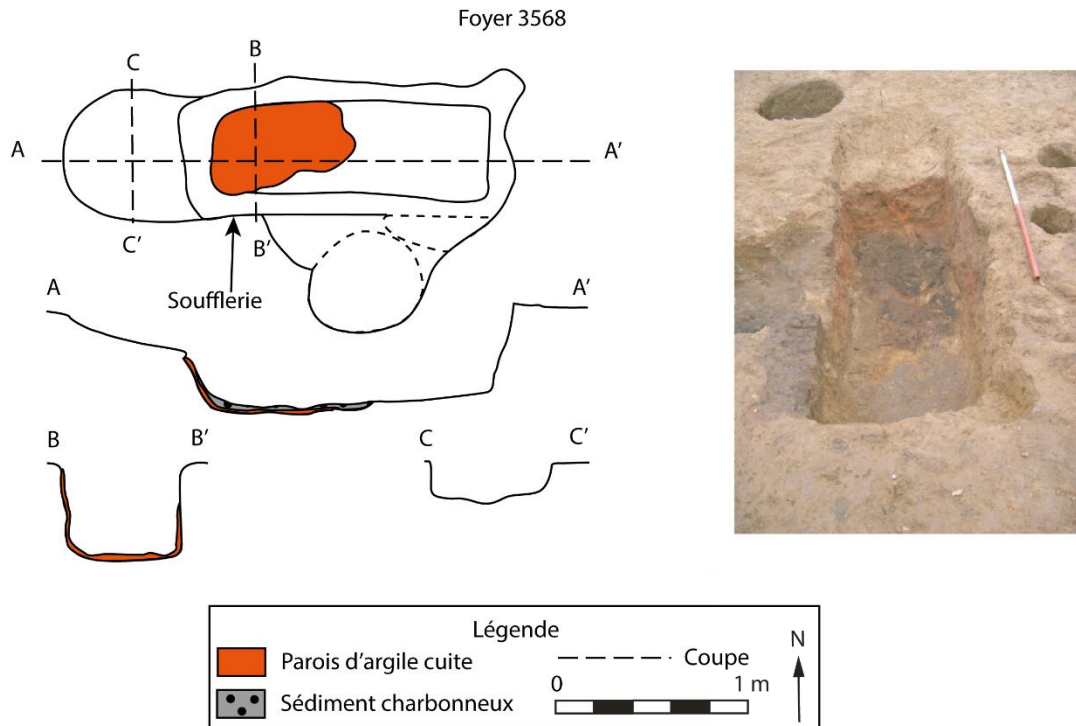 Foyer 3568
C
B
A
A’
C’
B’
Soufflerie
A
A’
B
B’
C
C’
Légende
Parois d’argile cuite
Coupe
N
0
1 m
Sédiment charbonneux